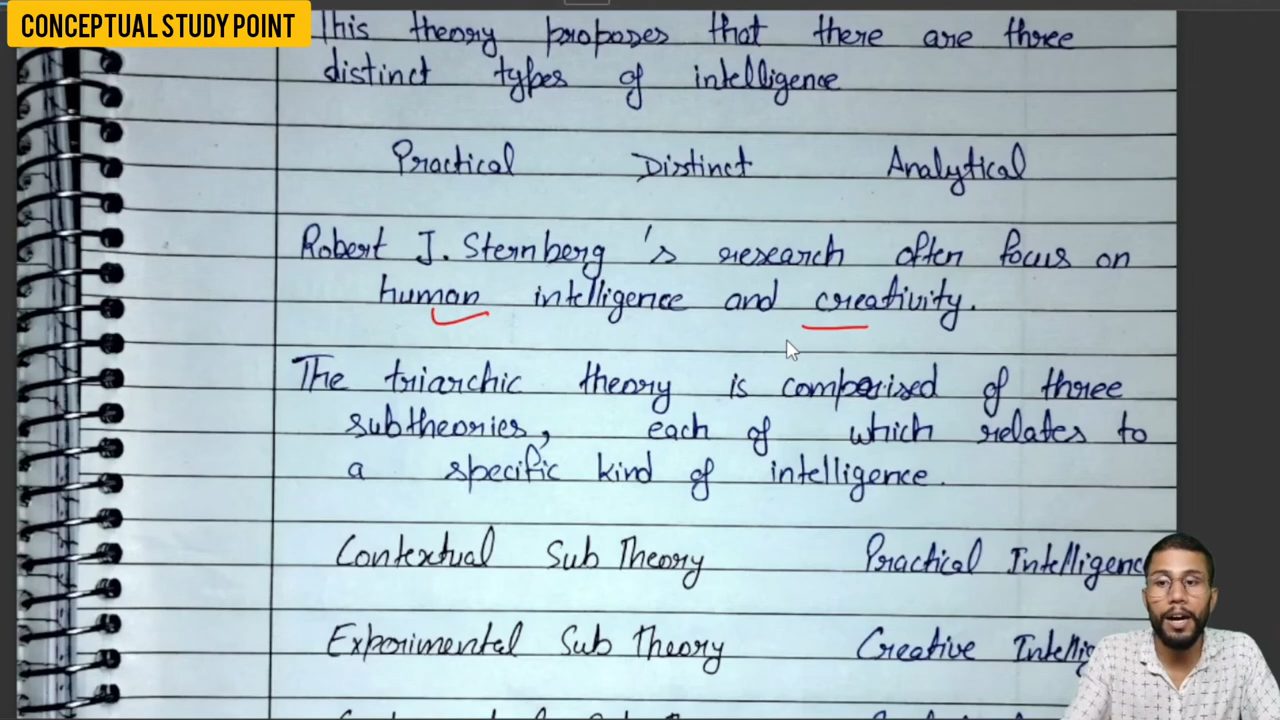 CONCEPTUAL STUDY POINT
This theory proposes that there are three
distinct types of intelligence
Practical Distinct Analytical
Robert J. Sternberg 's research often focus on
human intelligence and creativity.
The triarchic theory is comprised of three
subtheories, each of which relates to
a specific kind of intelligence.
Contextual Sub Theory Practical Intelligenc
Experimental Sub Theory Creative Intellig